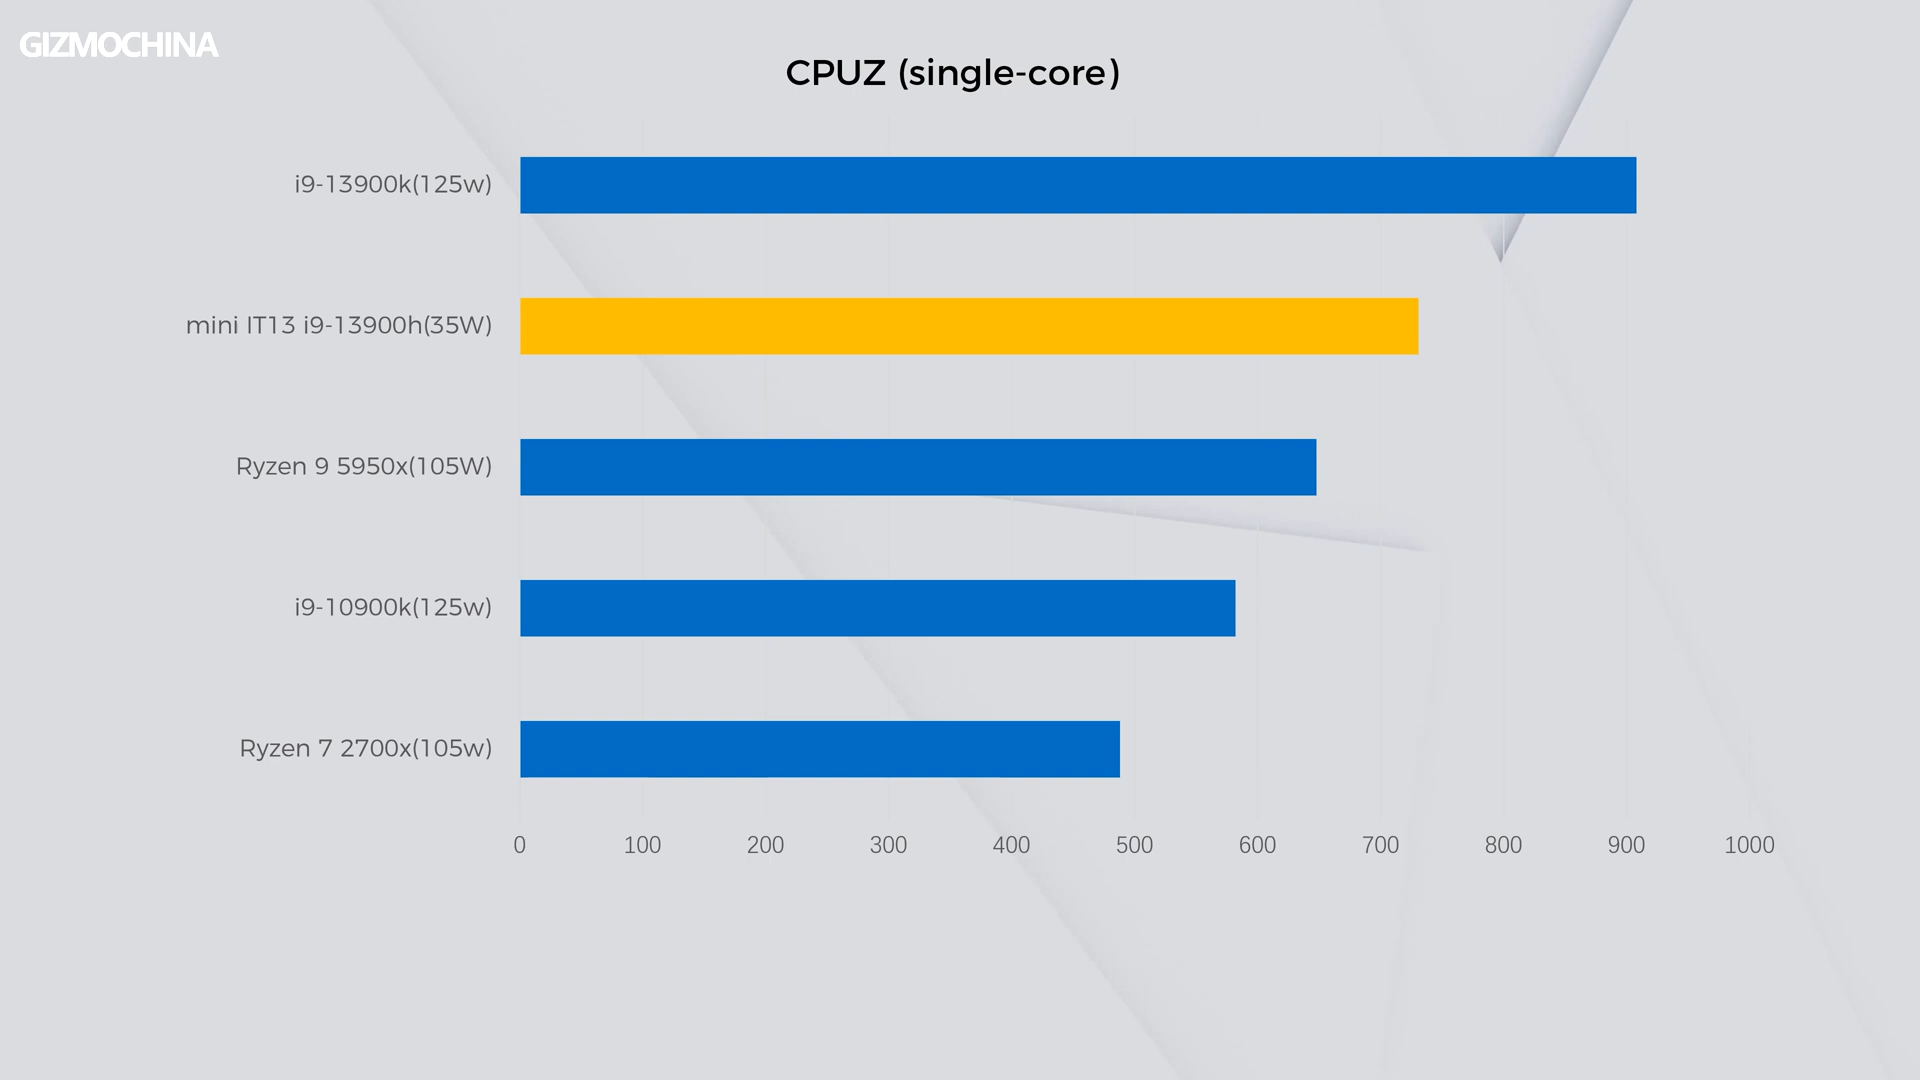 GIZMOCHINA
CPUZ (single-core)
i9-13900k(125w)
mini IT13 i9-13900h(35W)
Ryzen 9 5950x(105W)
i9-10900k(125w)
Ryzen 7 2700x(105w)
0 100 200 300 400 500 600 700 800 900 1000